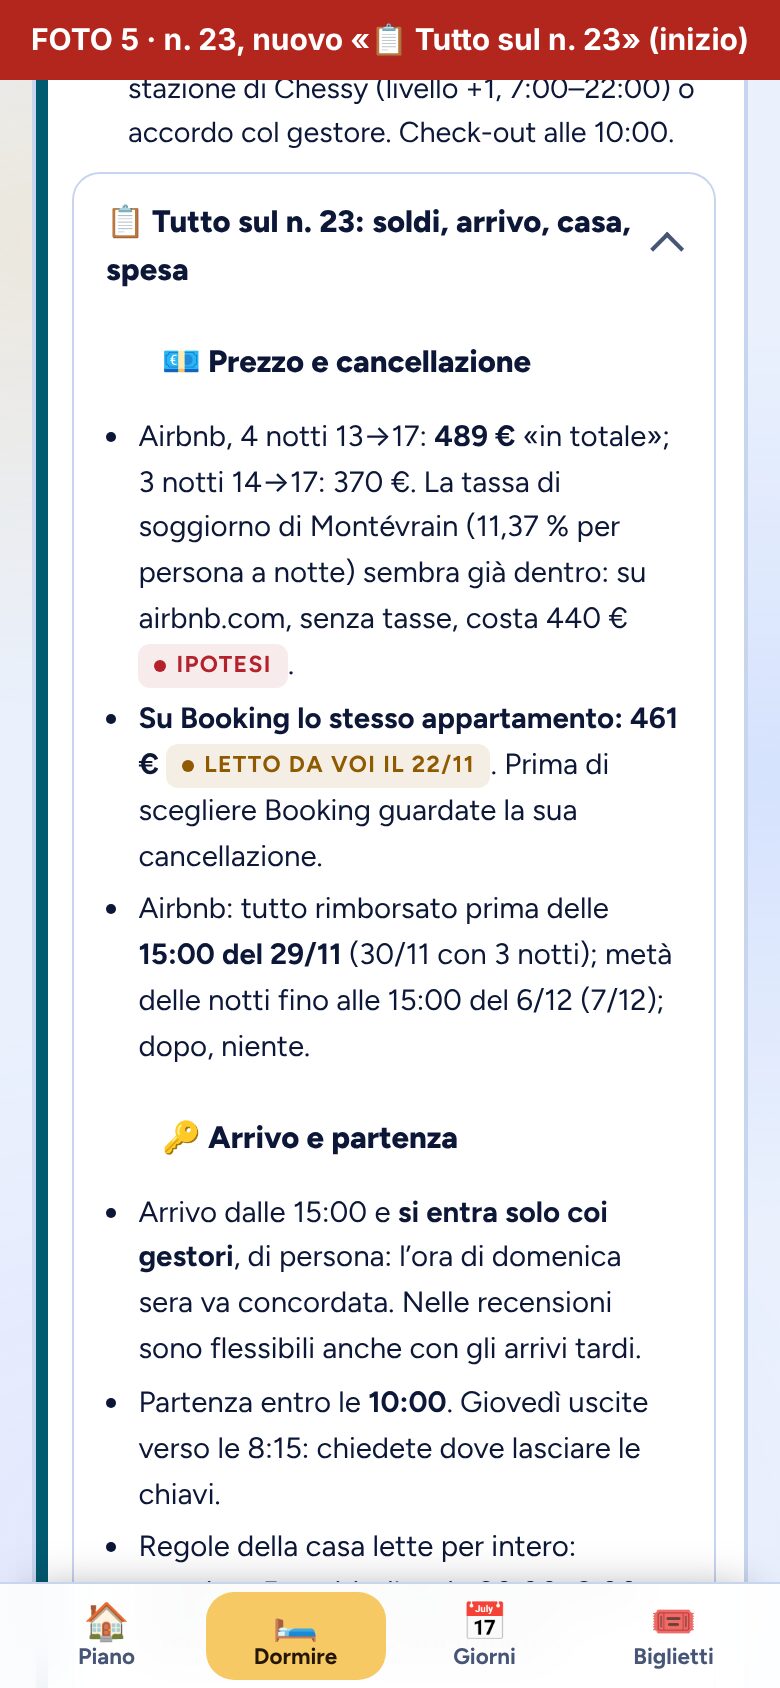 FOTO 5 · n. 23, nuovo «📋 Tutto sul n. 23» (inizio)
stazione di Chessy (livello +1, 7:00–22:00) o
accordo col gestore. Check-out alle 10:00.
📋 Tutto sul n. 23: soldi, arrivo, casa,
spesa
💶 Prezzo e cancellazione
• Airbnb, 4 notti 13→17: 489 € «in totale»;
3 notti 14→17: 370 €. La tassa di
soggiorno di Montévrain (11,37 % per
persona a notte) sembra già dentro: su
airbnb.com, senza tasse, costa 440 €
● IPOTESI .
• Su Booking lo stesso appartamento: 461
€ ● LETTO DA VOI IL 22/11 . Prima di
scegliere Booking guardate la sua
cancellazione.
• Airbnb: tutto rimborsato prima delle
15:00 del 29/11 (30/11 con 3 notti); metà
delle notti fino alle 15:00 del 6/12 (7/12);
dopo, niente.
🔑 Arrivo e partenza
• Arrivo dalle 15:00 e si entra solo coi
gestori, di persona: l’ora di domenica
sera va concordata. Nelle recensioni
sono flessibili anche con gli arrivi tardi.
• Partenza entro le 10:00. Giovedì uscite
verso le 8:15: chiedete dove lasciare le
chiavi.
• Regole della casa lette per intero:
July
17
Piano
Dormire
Giorni
Biglietti